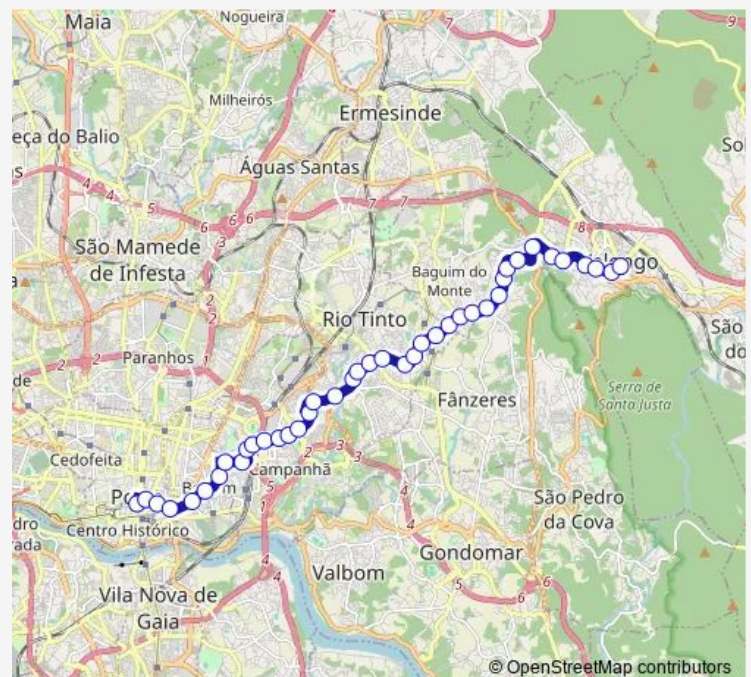 Maia
Nogueira
Milheirós
Ermesinde
eça do Balio
Águas Santas
São Mamede
de Infesta
Baguim do
Monte
Rio Tinto
Paranhos
Fânzeres
Serra de
Santa Justa
Cedofeita
Campanhã
São Pedro
da Cova
Centro Histórico
Gondomar
Valbom
Vila Nova de
Gaia
© OpenStreetMap contributors